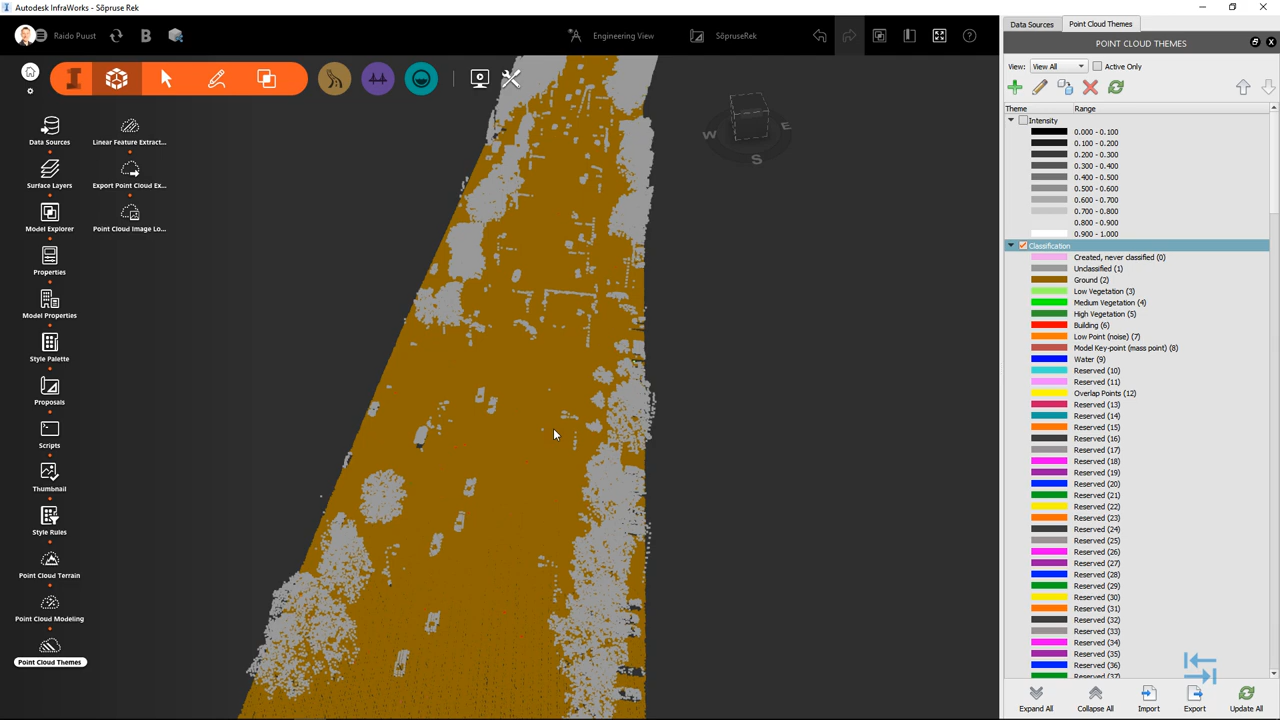 Autodesk InfraWorks - Sõpruse Rek
Raido Puust
B
Engineering View
SõpruseRek
Data Sources
Point Cloud Themes
POINT CLOUD THEMES
View:
View All
Active Only
Theme
Range
Intensity
0.000 - 0.100
0.100 - 0.200
0.200 - 0.300
0.300 - 0.400
0.400 - 0.500
0.500 - 0.600
0.600 - 0.700
0.700 - 0.800
0.800 - 0.900
0.900 - 1.000
Classification
Created, never classified (0)
Unclassified (1)
Ground (2)
Low Vegetation (3)
Medium Vegetation (4)
High Vegetation (5)
Building (6)
Low Point (noise) (7)
Model Key-point (mass point) (8)
Water (9)
Reserved (10)
Reserved (11)
Overlap Points (12)
Reserved (13)
Reserved (14)
Reserved (15)
Reserved (16)
Reserved (17)
Reserved (18)
Reserved (19)
Reserved (20)
Reserved (21)
Reserved (22)
Reserved (23)
Reserved (24)
Reserved (25)
Reserved (26)
Reserved (27)
Reserved (28)
Reserved (29)
Reserved (30)
Reserved (31)
Reserved (32)
Reserved (33)
Reserved (34)
Reserved (35)
Reserved (36)
Reserved (37)
Expand All
Collapse All
Import
Export
Update All
Data Sources
Linear Feature Extract...
Surface Layers
Export Point Cloud Ex...
Model Explorer
Point Cloud Image Lo...
Properties
Model Properties
Style Palette
Proposals
Scripts
Thumbnail
Style Rules
Point Cloud Terrain
Point Cloud Modeling
Point Cloud Themes
W
E
S